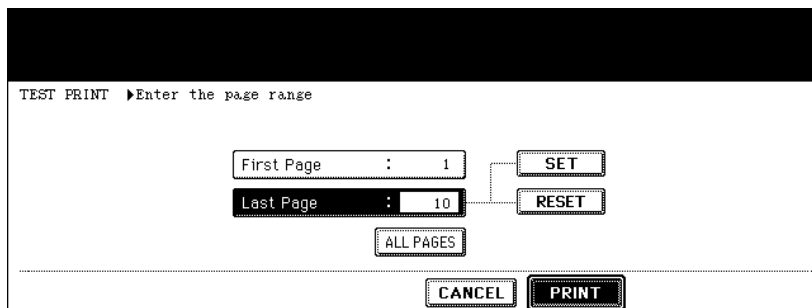 TEST PRINT ▶Enter the page range
First Page : 1 SET
Last Page : 10 RESET
ALL PAGES
CANCEL PRINT